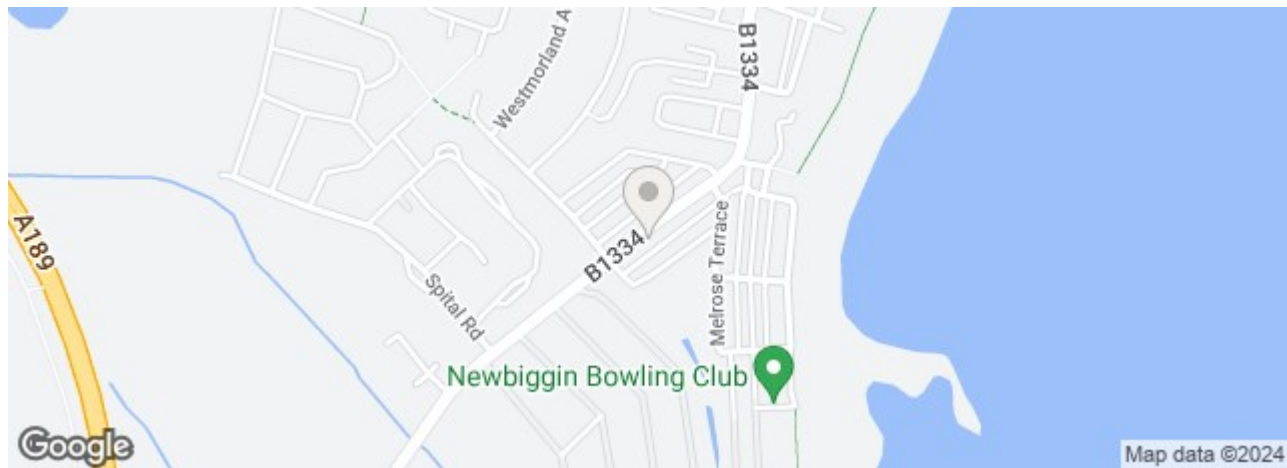 Westmorland A
B1334
A189
B1334
Melrose Terrace
Spital Rd
Newbiggin Bowling Club
Google
Map data ©2024